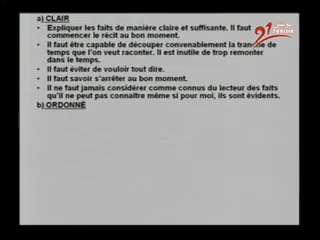 a) CLAIR
• Expliquer les faits de manière claire et suffisante. Il faut
commencer le récit au bon moment.
• Il faut être capable de découper convenablement la tranche de
temps que l'on veut raconter. Il est inutile de trop remonter
dans le temps.
• Il faut éviter de vouloir tout dire.
• Il faut savoir s'arrêter au bon moment.
• Il ne faut jamais considérer comme connus du lecteur des faits
qu'il ne peut pas connaître même si pour moi, ils sont évidents.
b) ORDONNÉ
21